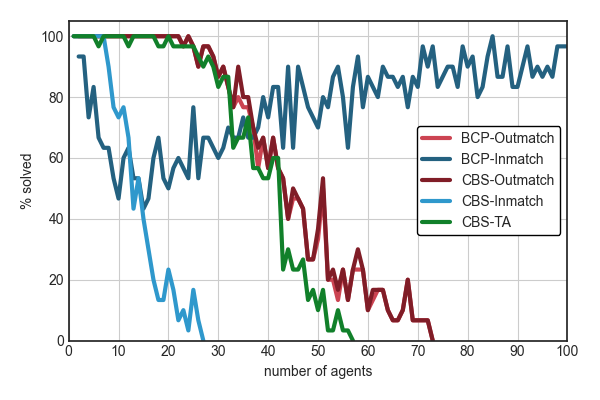 100
80
60
40
20
0
% solved
BCP-Outmatch
BCP-Inmatch
CBS-Outmatch
CBS-Inmatch
CBS-TA
0 10 20 30 40 50 60 70 80 90 100
number of agents